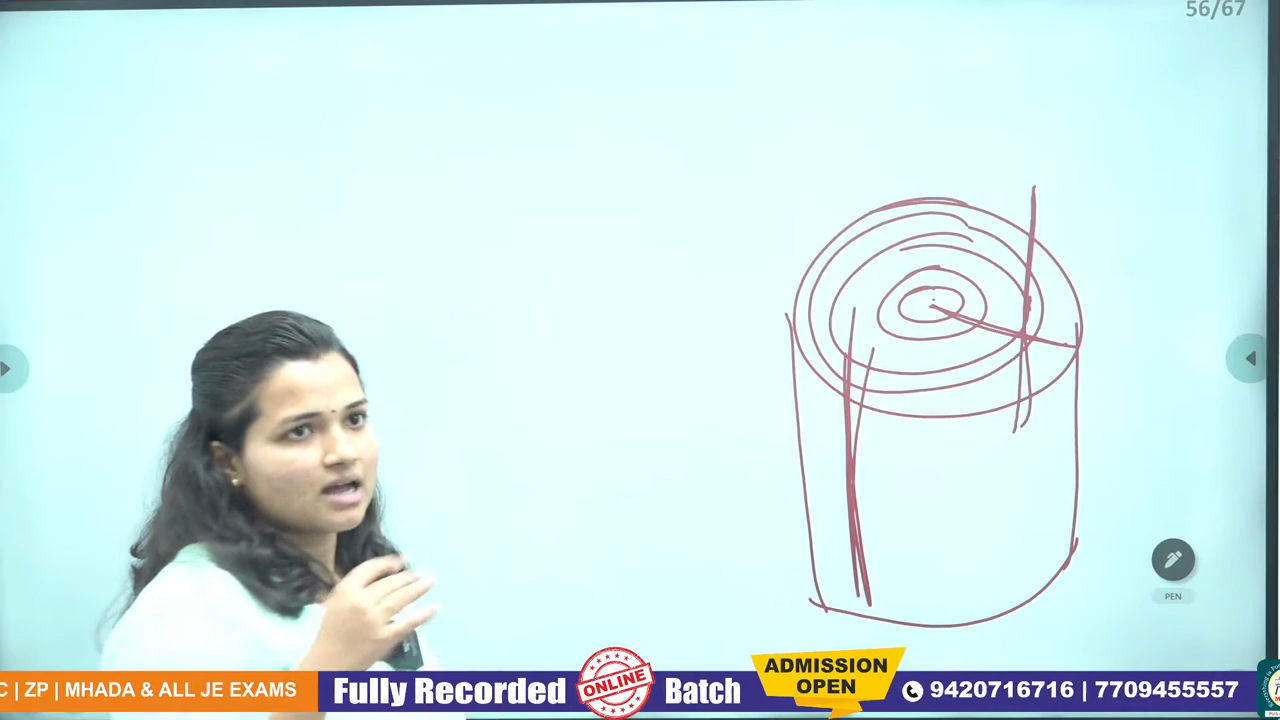 56/67
PEN
C | ZP | MHADA & ALL JE EXAMS
Fully Recorded
ONLINE
Batch
ADMISSION
OPEN
9420716716 | 7709455557